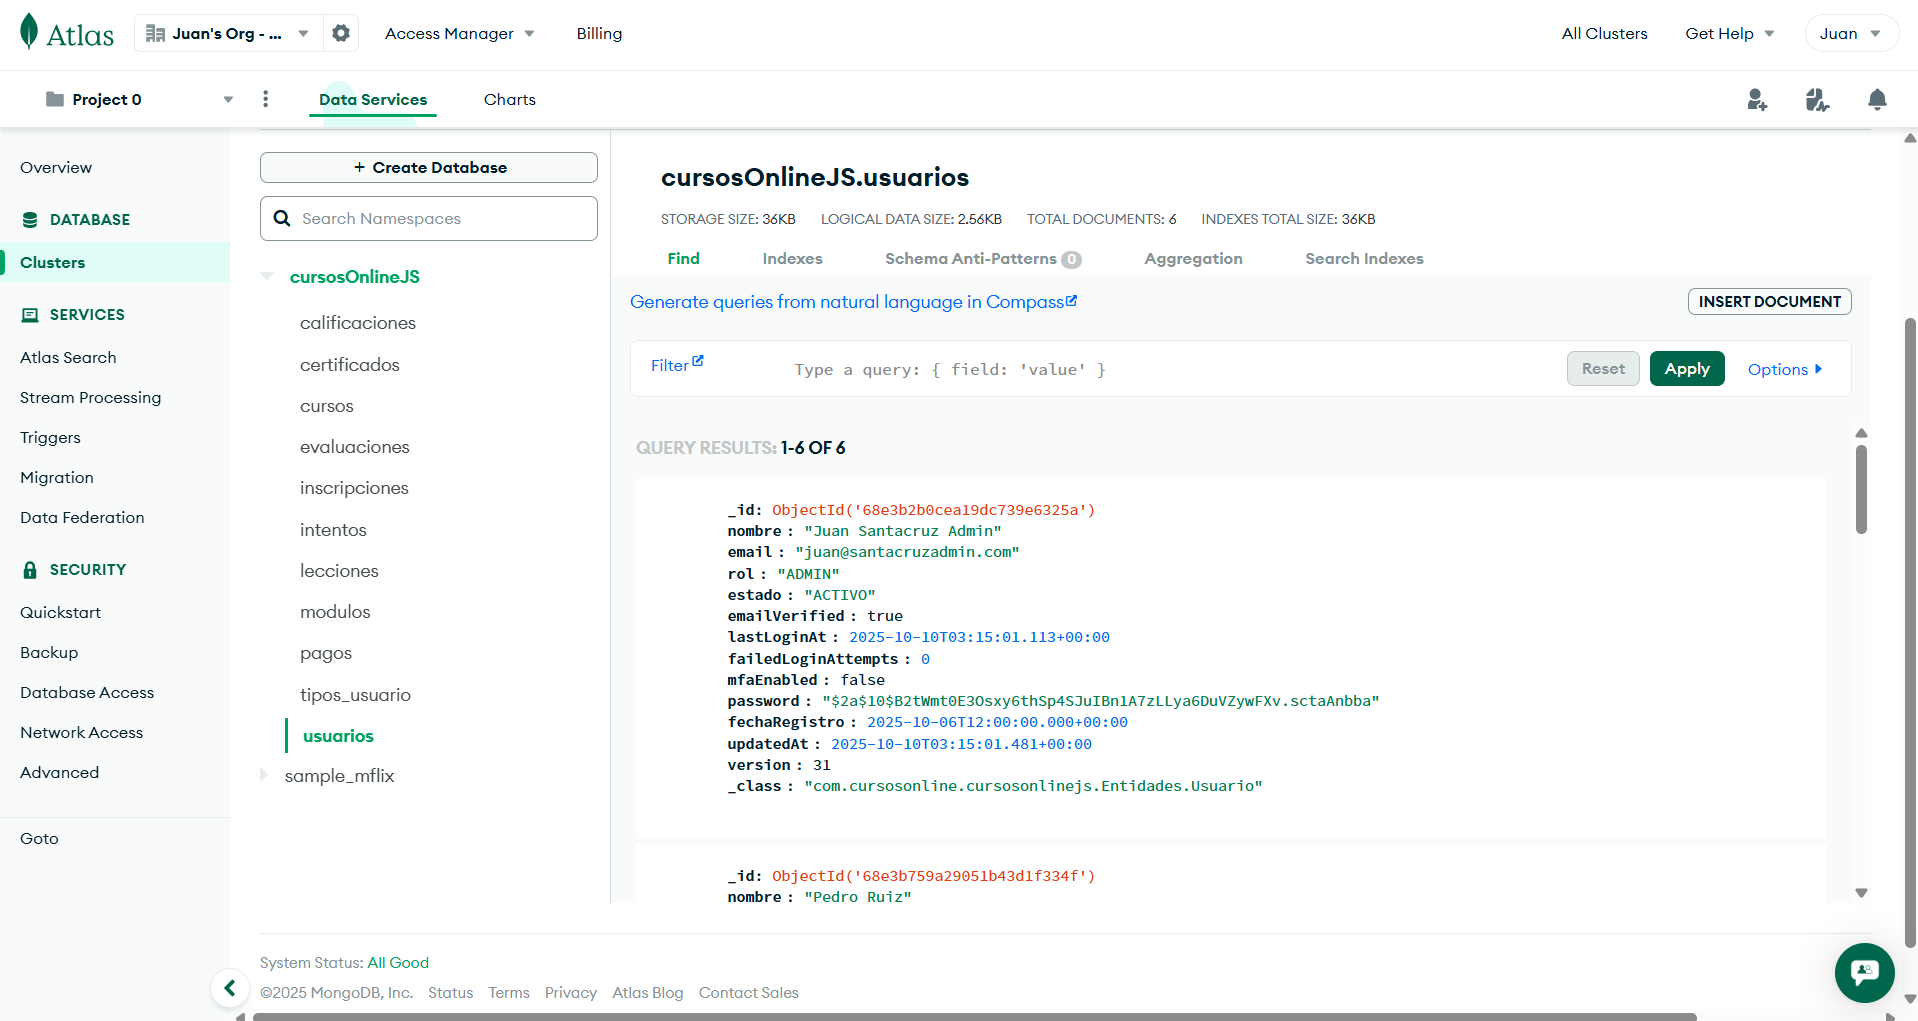 Atlas
Juan's Org - ...
Access Manager
Billing
All Clusters
Get Help
Juan
Project 0
Data Services
Charts
Overview
DATABASE
Clusters
SERVICES
Atlas Search
Stream Processing
Triggers
Migration
Data Federation
SECURITY
Quickstart
Backup
Database Access
Network Access
Advanced
Goto
+ Create Database
Search Namespaces
cursosOnlineJS
calificaciones
certificados
cursos
evaluaciones
inscripciones
intentos
lecciones
modulos
pagos
tipos_usuario
usuarios
sample_mflix
cursosOnlineJS.usuarios
STORAGE SIZE: 36KB LOGICAL DATA SIZE: 2.56KB TOTAL DOCUMENTS: 6 INDEXES TOTAL SIZE: 36KB
Find Indexes Schema Anti-Patterns 0 Aggregation Search Indexes
Generate queries from natural language in Compass
INSERT DOCUMENT
Filter
Type a query: { field: 'value' }
Reset
Apply
Options
QUERY RESULTS: 1-6 OF 6
_id: ObjectId('68e3b2b0cea19dc739e6325a')
nombre : "Juan Santacruz Admin"
email : "juan@santacruzadmin.com"
rol : "ADMIN"
estado : "ACTIVO"
emailVerified : true
lastLoginAt : 2025-10-10T03:15:01.113+00:00
failedLoginAttempts : 0
mfaEnabled : false
password : "$2a$10$B2tWmt0E3Osxy6thSp4SJuIBn1A7zLLya6DuVZywFXv.sctaAnbba"
fechaRegistro : 2025-10-06T12:00:00.000+00:00
updatedAt : 2025-10-10T03:15:01.481+00:00
version : 31
_class : "com.cursosonline.cursosonlinejs.Entidades.Usuario"
_id: ObjectId('68e3b759a29051b43d1f334f')
nombre : "Pedro Ruiz"
System Status: All Good
©2025 MongoDB, Inc. Status Terms Privacy Atlas Blog Contact Sales